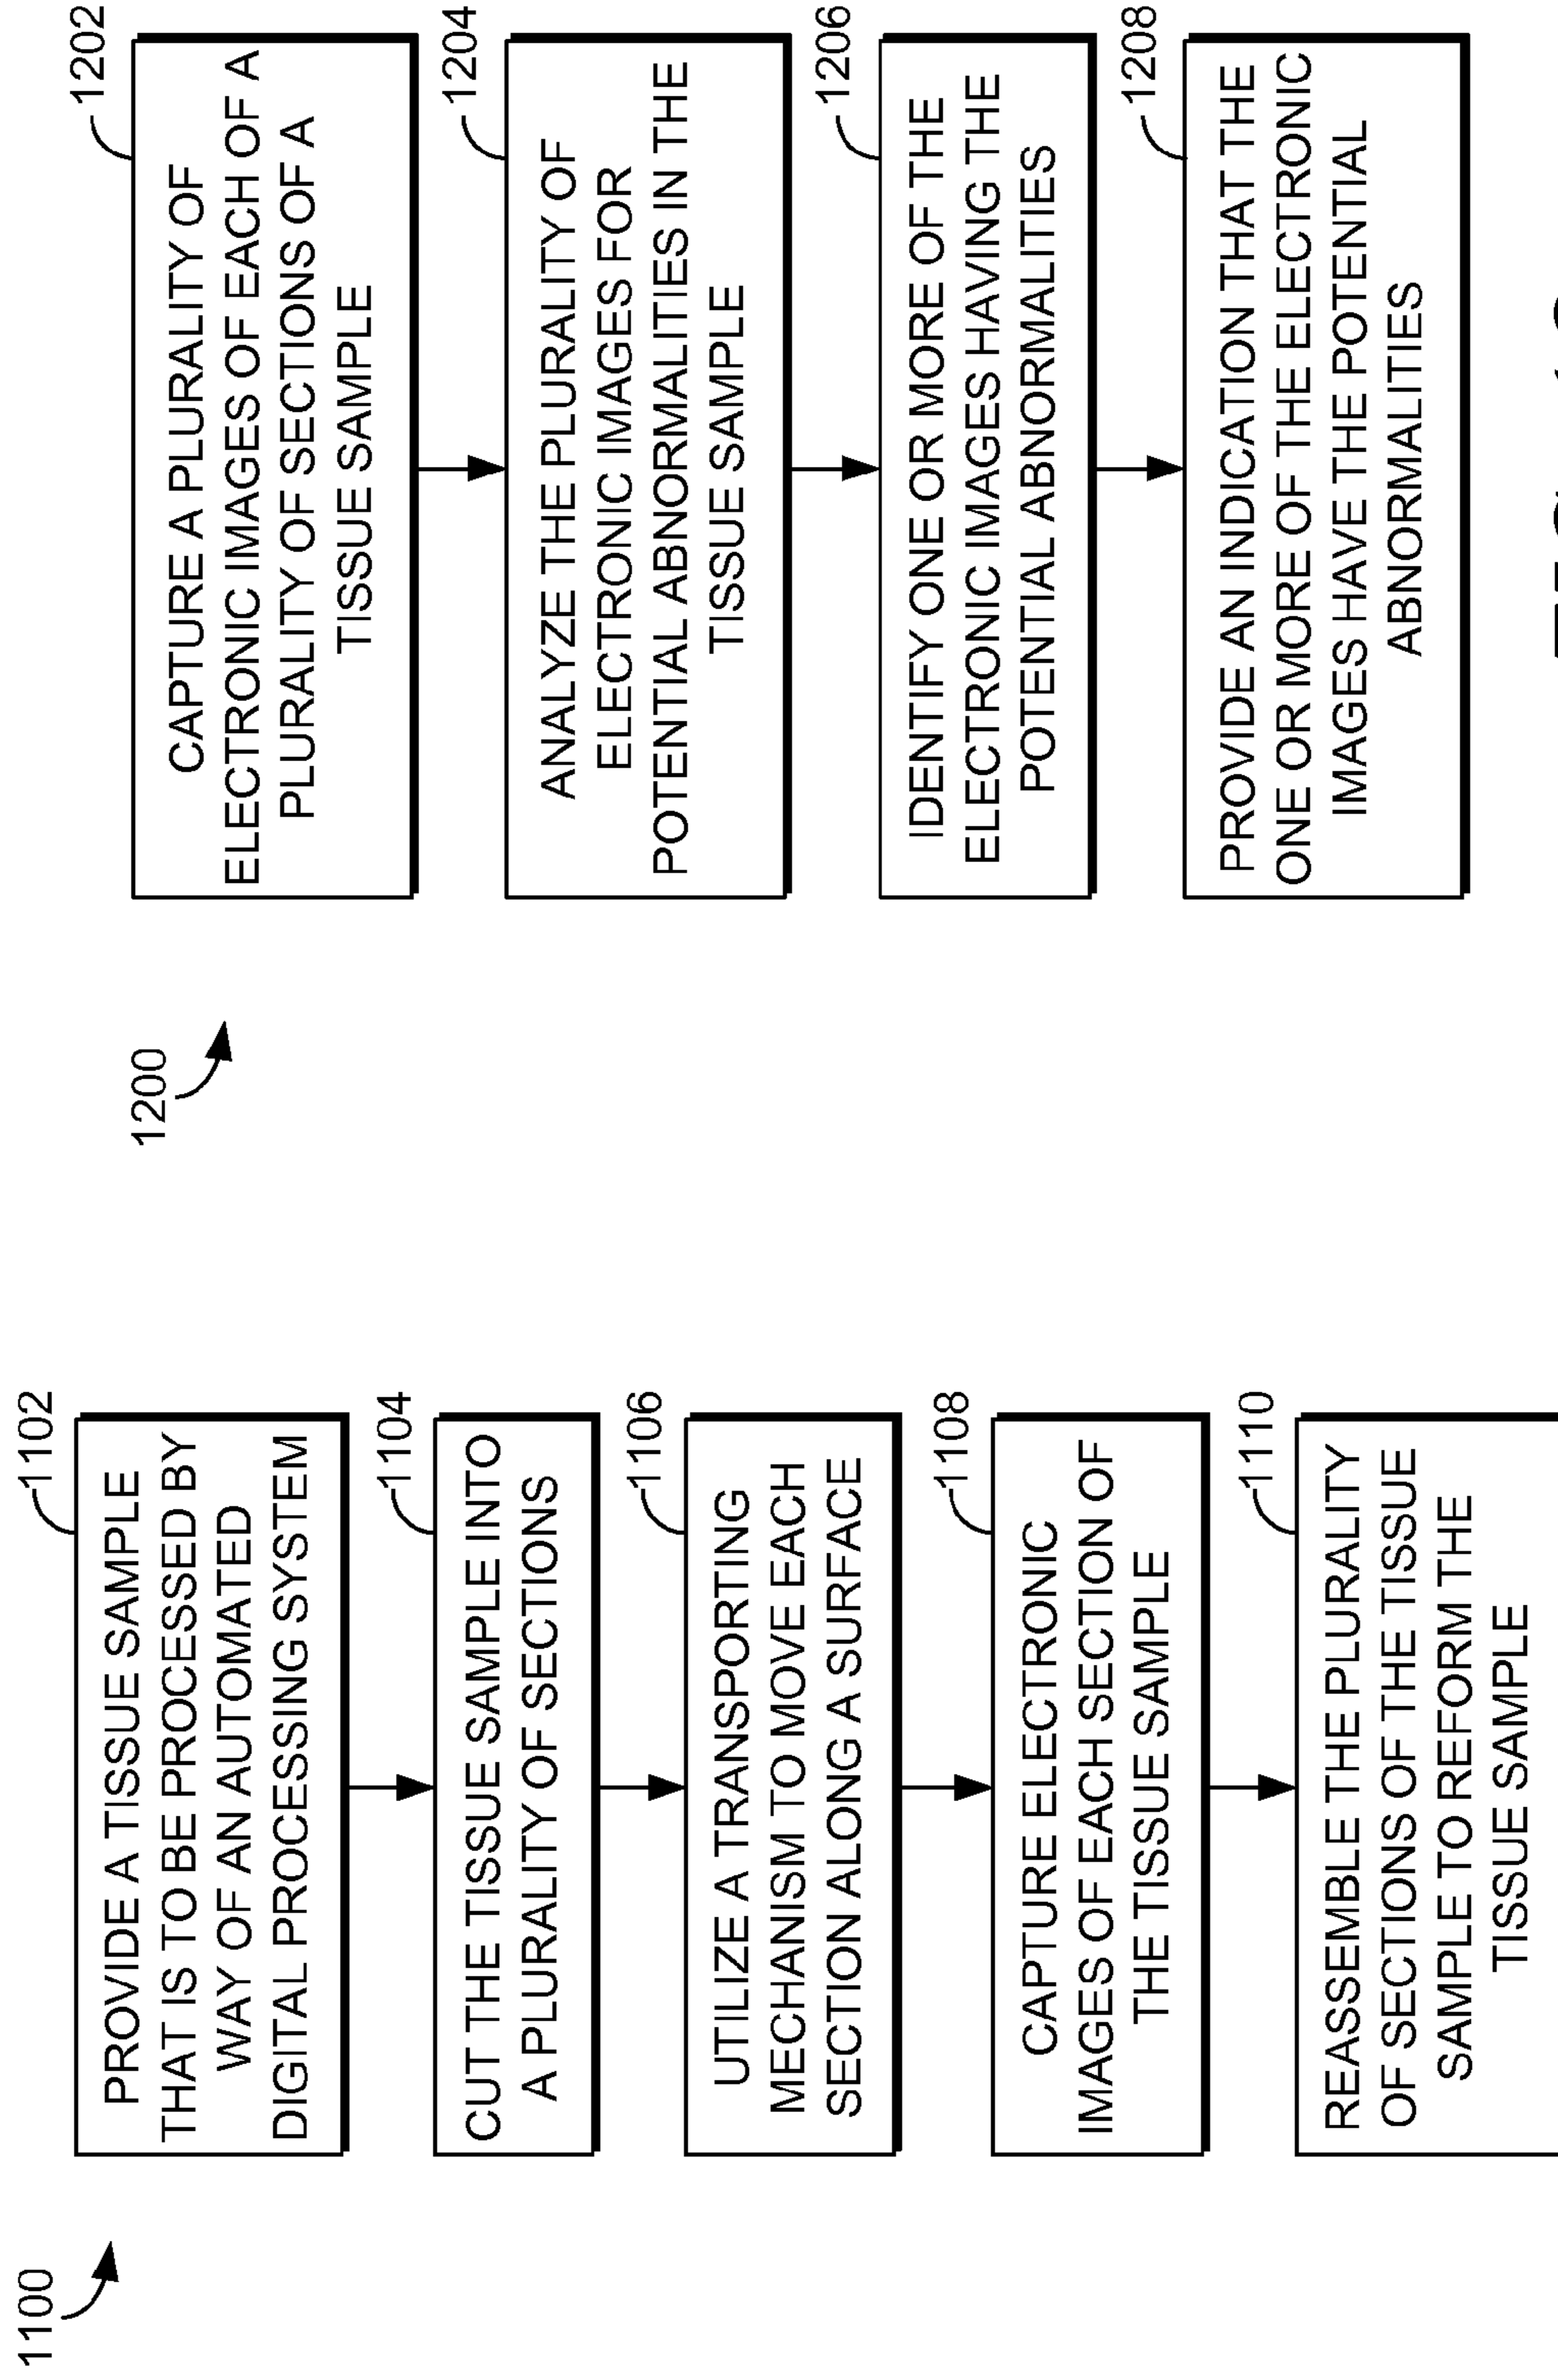 1100
1102
PROVIDE A TISSUE SAMPLE
THAT IS TO BE PROCESSED BY
WAY OF AN AUTOMATED
DIGITAL PROCESSING SYSTEM
1104
CUT THE TISSUE SAMPLE INTO
A PLURALITY OF SECTIONS
1106
UTILIZE A TRANSPORTING
MECHANISM TO MOVE EACH
SECTION ALONG A SURFACE
1108
CAPTURE ELECTRONIC
IMAGES OF EACH SECTION OF
THE TISSUE SAMPLE
1110
REASSEMBLE THE PLURALITY
OF SECTIONS OF THE TISSUE
SAMPLE TO REFORM THE
TISSUE SAMPLE
1200
1202
CAPTURE A PLURALITY OF
ELECTRONIC IMAGES OF EACH OF A
PLURALITY OF SECTIONS OF A
TISSUE SAMPLE
1204
ANALYZE THE PLURALITY OF
ELECTRONIC IMAGES FOR
POTENTIAL ABNORMALITIES IN THE
TISSUE SAMPLE
1206
IDENTIFY ONE OR MORE OF THE
ELECTRONIC IMAGES HAVING THE
POTENTIAL ABNORMALITIES
1208
PROVIDE AN INDICATION THAT THE
ONE OR MORE OF THE ELECTRONIC
IMAGES HAVE THE POTENTIAL
ABNORMALITIES